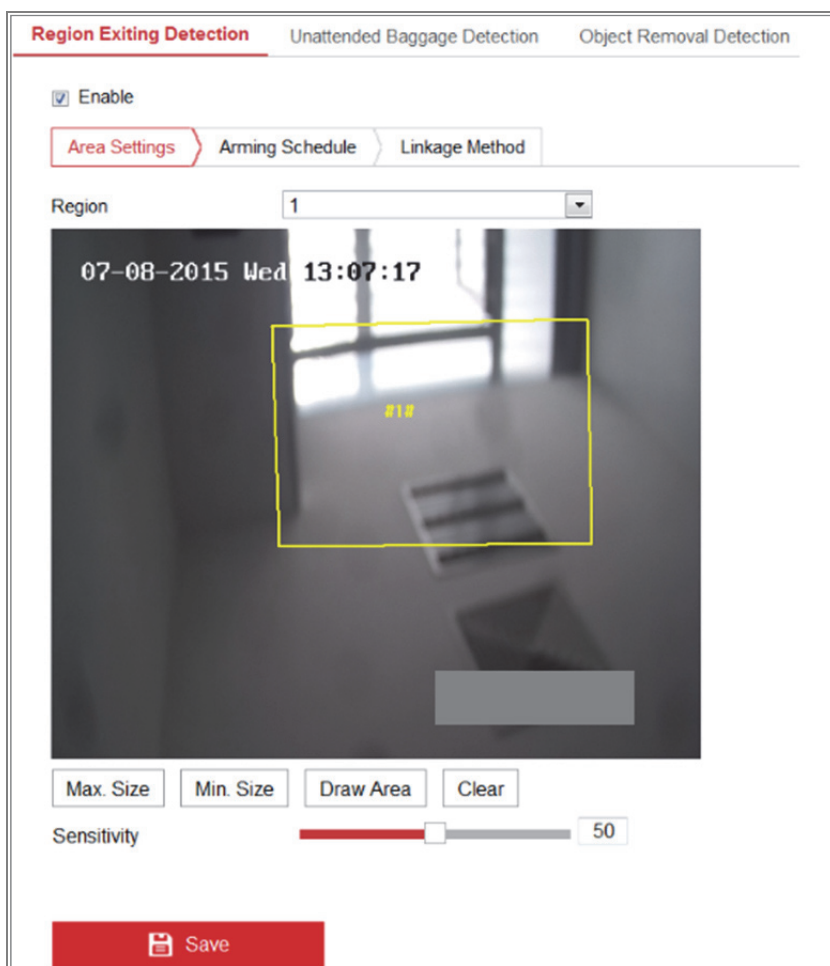 Region Exiting Detection Unattended Baggage Detection Object Removal Detection
Enable
Area Settings Arming Schedule Linkage Method
Region 1
07-08-2015 Wed 13:07:17
#1#
Max. Size Min. Size Draw Area Clear
Sensitivity 50
Save